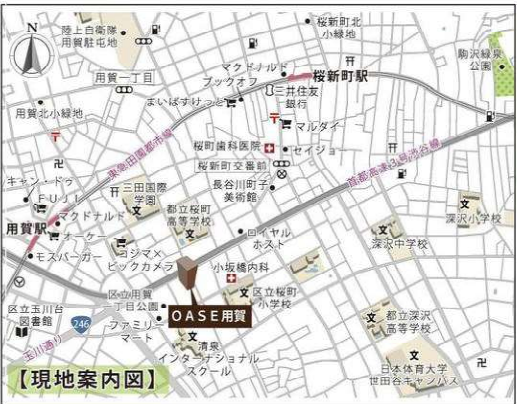 陸上自衛隊
用賀駐屯地
桜新町北
小緑地
駒沢緑泉
公園
マクドナルド
ブックオフ
桜新町駅
用賀一丁目
三井住友
銀行
まいばすけっと
用賀北小緑地
マルダイ
東急田園都市線
桜町歯科医院
セイジョー
桜新町交番前
首都高速3号渋谷線
キャン・ドゥ
長谷川町子
美術館
三田国際
学園
FUJI
都立桜町
高等学校
マクドナルド
深沢小学校
用賀駅
オーケー
ロイヤル
ホスト
深沢中学校
モスバーガー
コジマ×
ビックカメラ
小坂橋内科
区立用賀
丁目公園
区立桜町
小学校
区立玉川台
図書館
OASE用賀
246
ファミリー
マート
都立深沢
高等学校
玉川通り
清泉
インターナショナル
スクール
日本体育大学
世田谷キャンパス
【現地案内図】